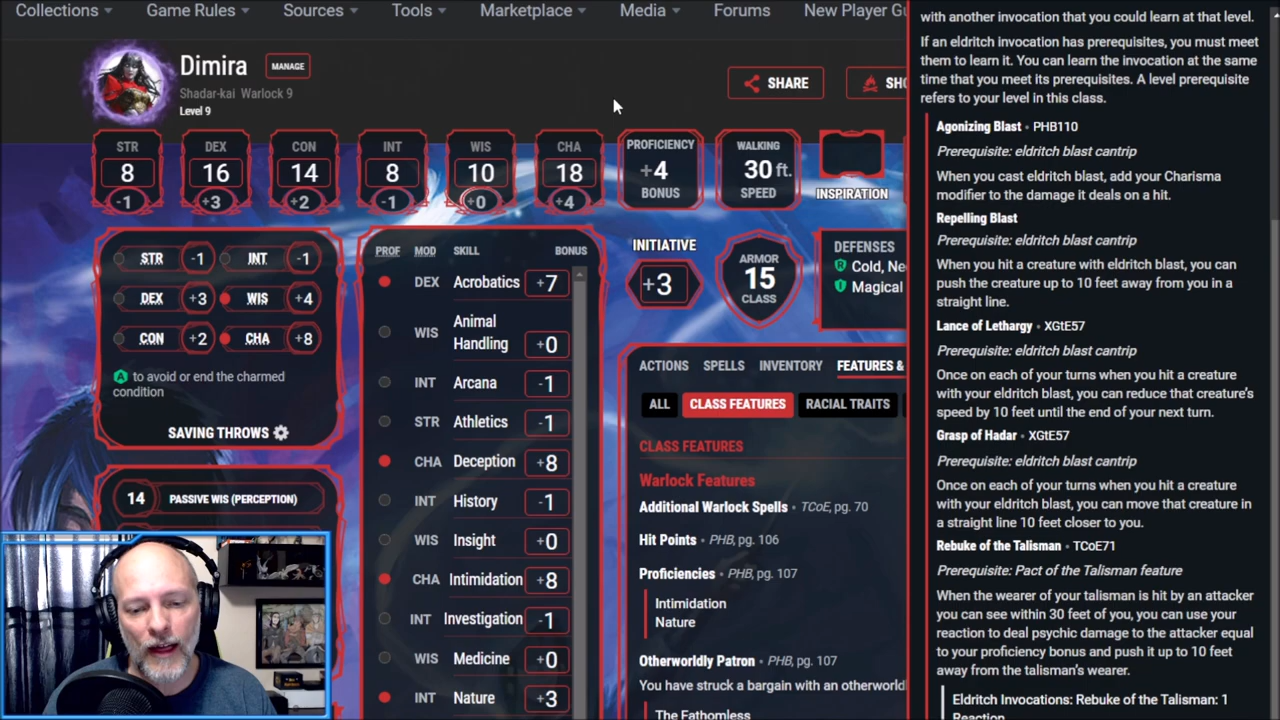 Collections
Game Rules
Sources
Tools
Marketplace
Media
Forums
New Player Gu
Dimira
MANAGE
Shadar-kai Warlock 9
Level 9
SHARE
SHO
STR
8
-1
DEX
16
+3
CON
14
+2
INT
8
-1
WIS
10
+0
CHA
18
+4
PROFICIENCY
+4
BONUS
WALKING
30 ft.
SPEED
INSPIRATION
STR -1
INT -1
DEX +3
WIS +4
CON +2
CHA +8
to avoid or end the charmed
condition
SAVING THROWS
14 PASSIVE WIS (PERCEPTION)
PROF MOD SKILL BONUS
DEX Acrobatics +7
WIS Animal
Handling +0
INT Arcana -1
STR Athletics -1
CHA Deception +8
INT History -1
WIS Insight +0
CHA Intimidation +8
INT Investigation -1
WIS Medicine +0
INT Nature +3
INITIATIVE
+3
ARMOR
15
CLASS
DEFENSES
Cold, Ne
Magical
ACTIONS
SPELLS
INVENTORY
FEATURES &
ALL
CLASS FEATURES
RACIAL TRAITS
CLASS FEATURES
Warlock Features
Additional Warlock Spells • TCoE, pg. 70
Hit Points • PHB, pg. 106
Proficiencies • PHB, pg. 107
Intimidation
Nature
Otherworldly Patron • PHB, pg. 107
You have struck a bargain with an otherworldl
The Fathomless
with another invocation that you could learn at that level.
If an eldritch invocation has prerequisites, you must meet
them to learn it. You can learn the invocation at the same
time that you meet its prerequisites. A level prerequisite
refers to your level in this class.
Agonizing Blast • PHB110
Prerequisite: eldritch blast cantrip
When you cast eldritch blast, add your Charisma
modifier to the damage it deals on a hit.
Repelling Blast
Prerequisite: eldritch blast cantrip
When you hit a creature with eldritch blast, you can
push the creature up to 10 feet away from you in a
straight line.
Lance of Lethargy • XGtE57
Prerequisite: eldritch blast cantrip
Once on each of your turns when you hit a creature
with your eldritch blast, you can reduce that creature's
speed by 10 feet until the end of your next turn.
Grasp of Hadar • XGtE57
Prerequisite: eldritch blast cantrip
Once on each of your turns when you hit a creature
with your eldritch blast, you can move that creature in
a straight line 10 feet closer to you.
Rebuke of the Talisman • TCoE71
Prerequisite: Pact of the Talisman feature
When the wearer of your talisman is hit by an attacker
you can see within 30 feet of you, you can use your
reaction to deal psychic damage to the attacker equal
to your proficiency bonus and push it up to 10 feet
away from the talisman's wearer.
Eldritch Invocations: Rebuke of the Talisman: 1
Reaction